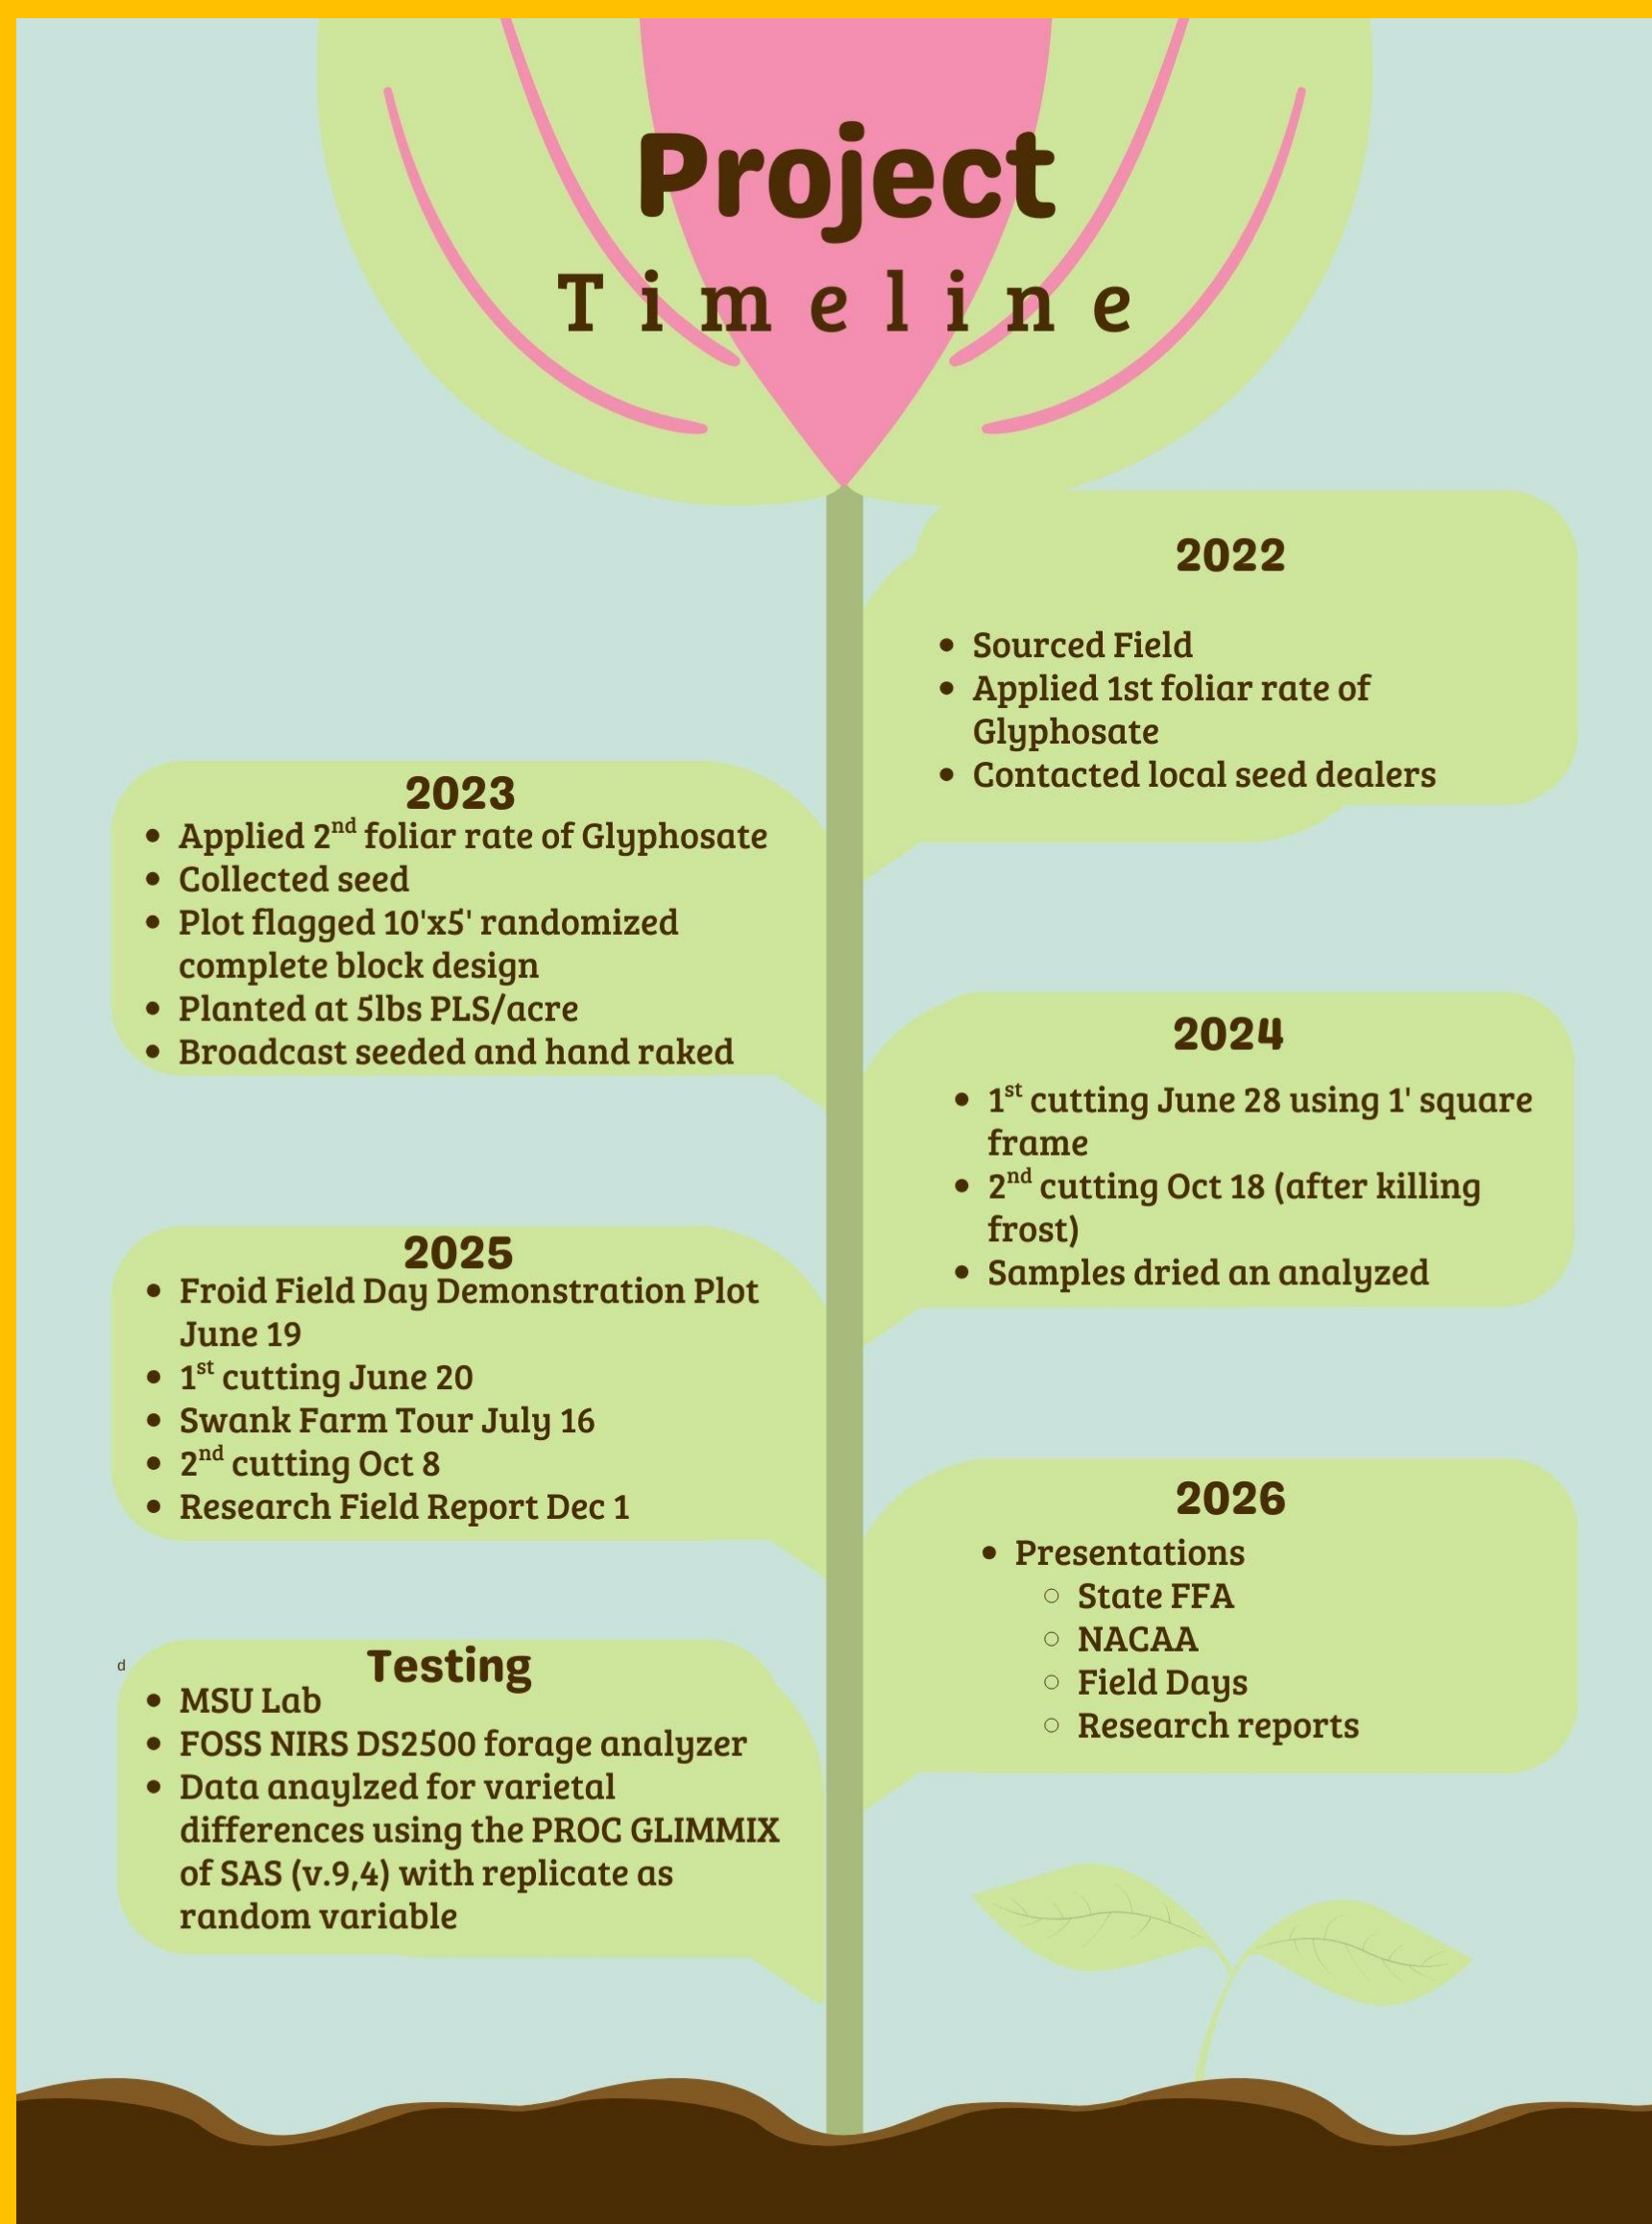 Project
Timeline
2022
• Sourced Field
• Applied 1st foliar rate of
Glyphosate
• Contacted local seed dealers
2023
• Applied 2nd foliar rate of Glyphosate
• Collected seed
• Plot flagged 10'x5' randomized
complete block design
• Planted at 5lbs PLS/acre
• Broadcast seeded and hand raked
2024
• 1st cutting June 28 using 1' square
frame
• 2nd cutting Oct 18 (after killing
frost)
• Samples dried an analyzed
2025
• Froid Field Day Demonstration Plot
June 19
• 1st cutting June 20
• Swank Farm Tour July 16
• 2nd cutting Oct 8
• Research Field Report Dec 1
2026
• Presentations
○ State FFA
○ NACAA
○ Field Days
○ Research reports
d
Testing
• MSU Lab
• FOSS NIRS DS2500 forage analyzer
• Data anaylzed for varietal
differences using the PROC GLIMMIX
of SAS (v.9,4) with replicate as
random variable